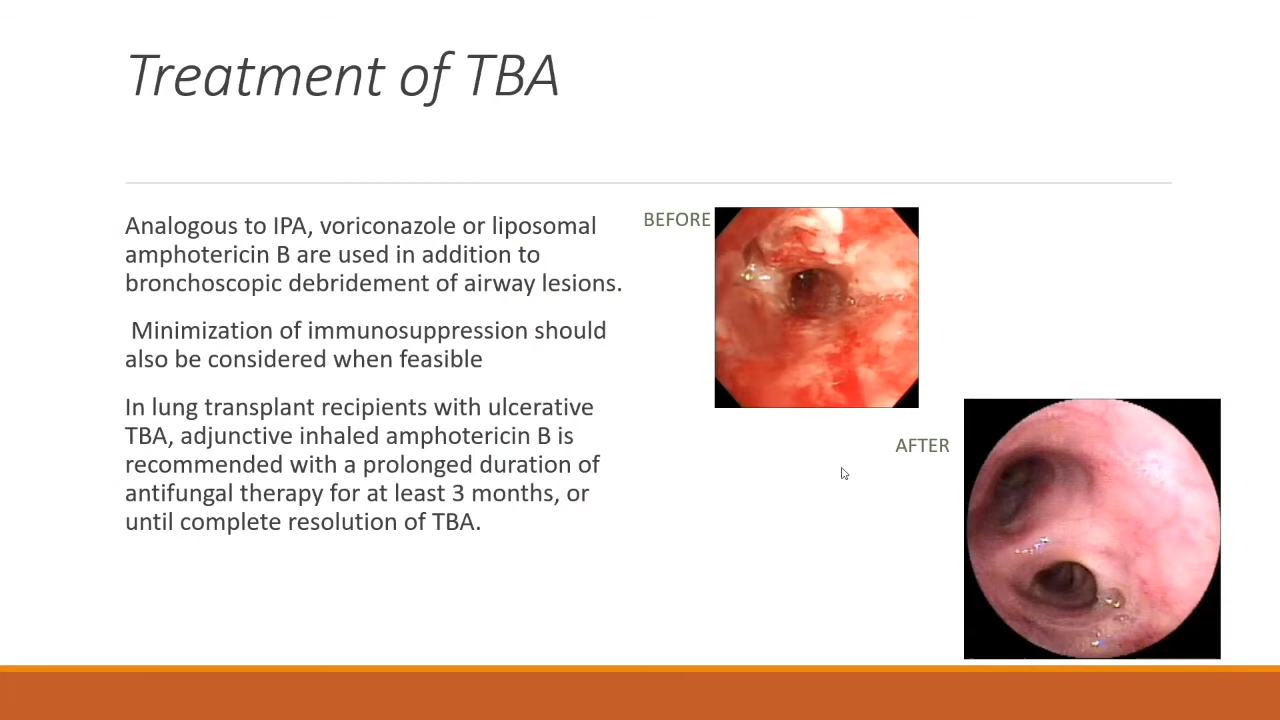 Treatment of TBA
Analogous to IPA, voriconazole or liposomal
amphotericin B are used in addition to
bronchoscopic debridement of airway lesions.
Minimization of immunosuppression should
also be considered when feasible
In lung transplant recipients with ulcerative
TBA, adjunctive inhaled amphotericin B is
recommended with a prolonged duration of
antifungal therapy for at least 3 months, or
until complete resolution of TBA.
BEFORE
AFTER